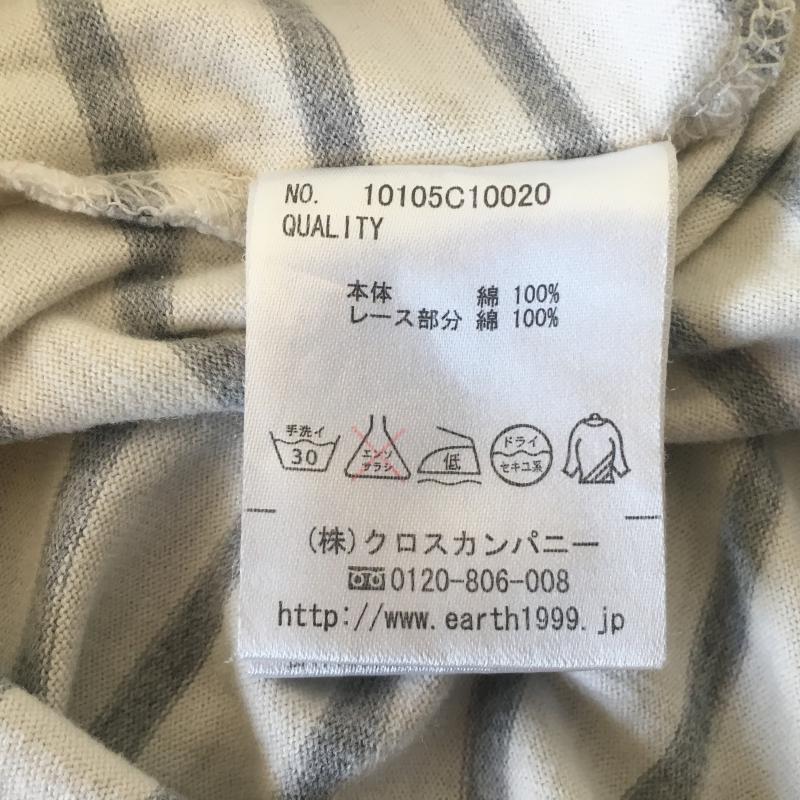 NO. 10105C10020
QUALITY
本体 綿 100%
レース部分 綿 100%
手洗イ
30
エンソ
サラシ
低
ドライ
セキユ系
(株)クロスカンパニー
0120-806-008
http://www.earth1999.jp